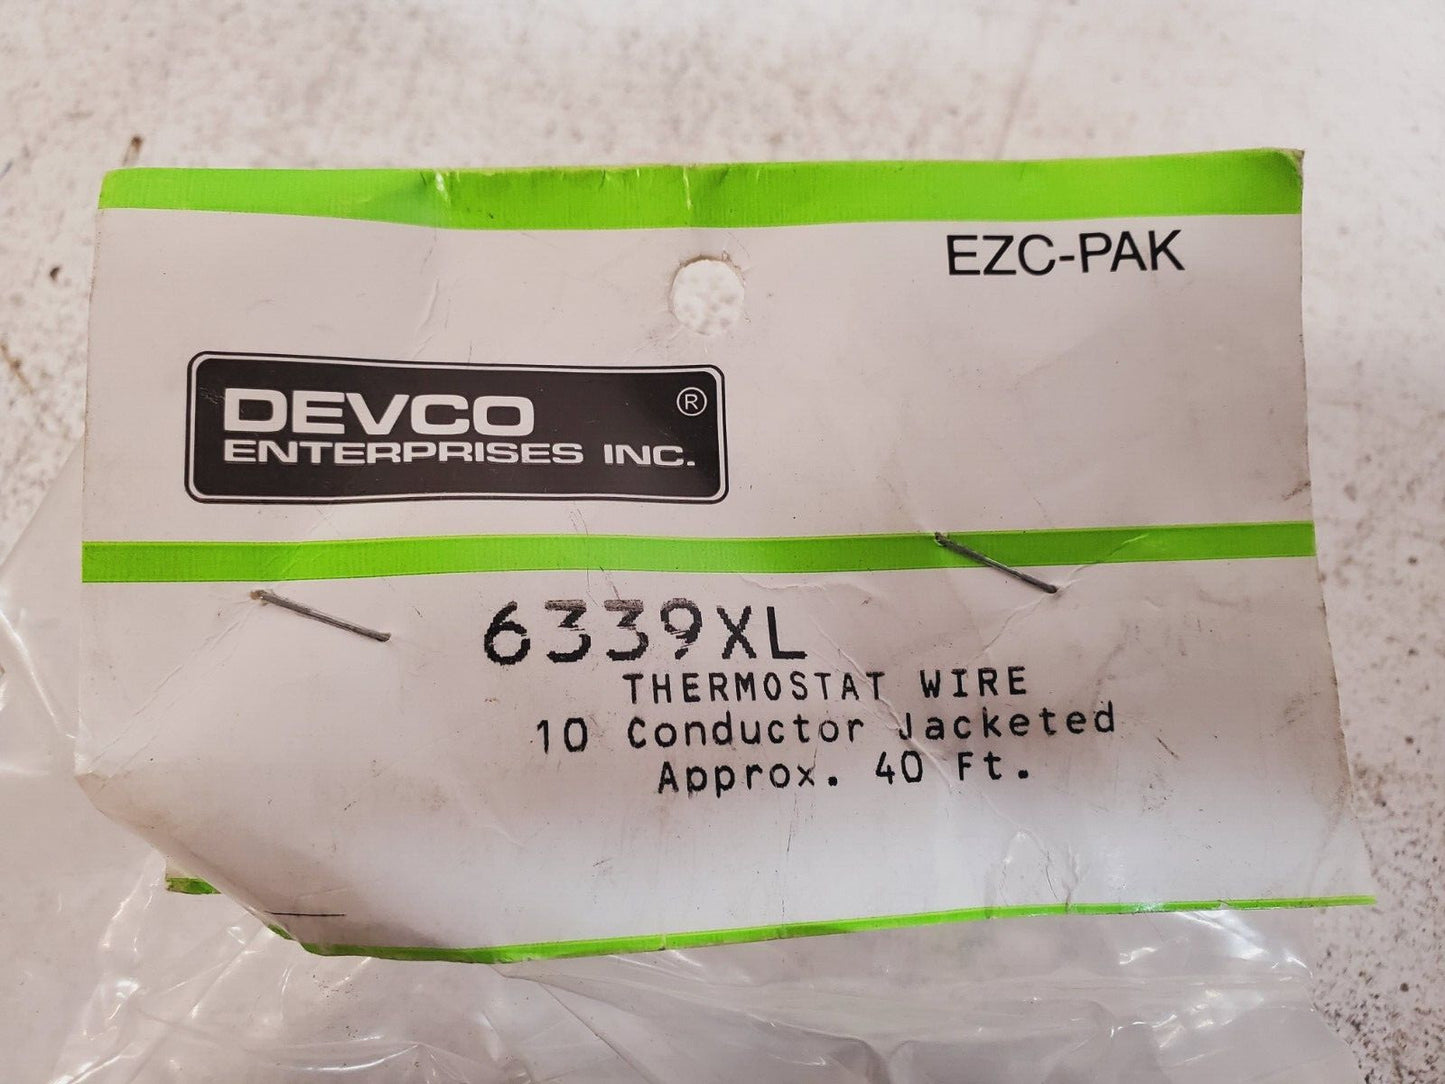 EZC-PAK
DEVCO ®
ENTERPRISES INC.
6339XL
THERMOSTAT WIRE
10 Conductor Jacketed
Approx. 40 Ft.